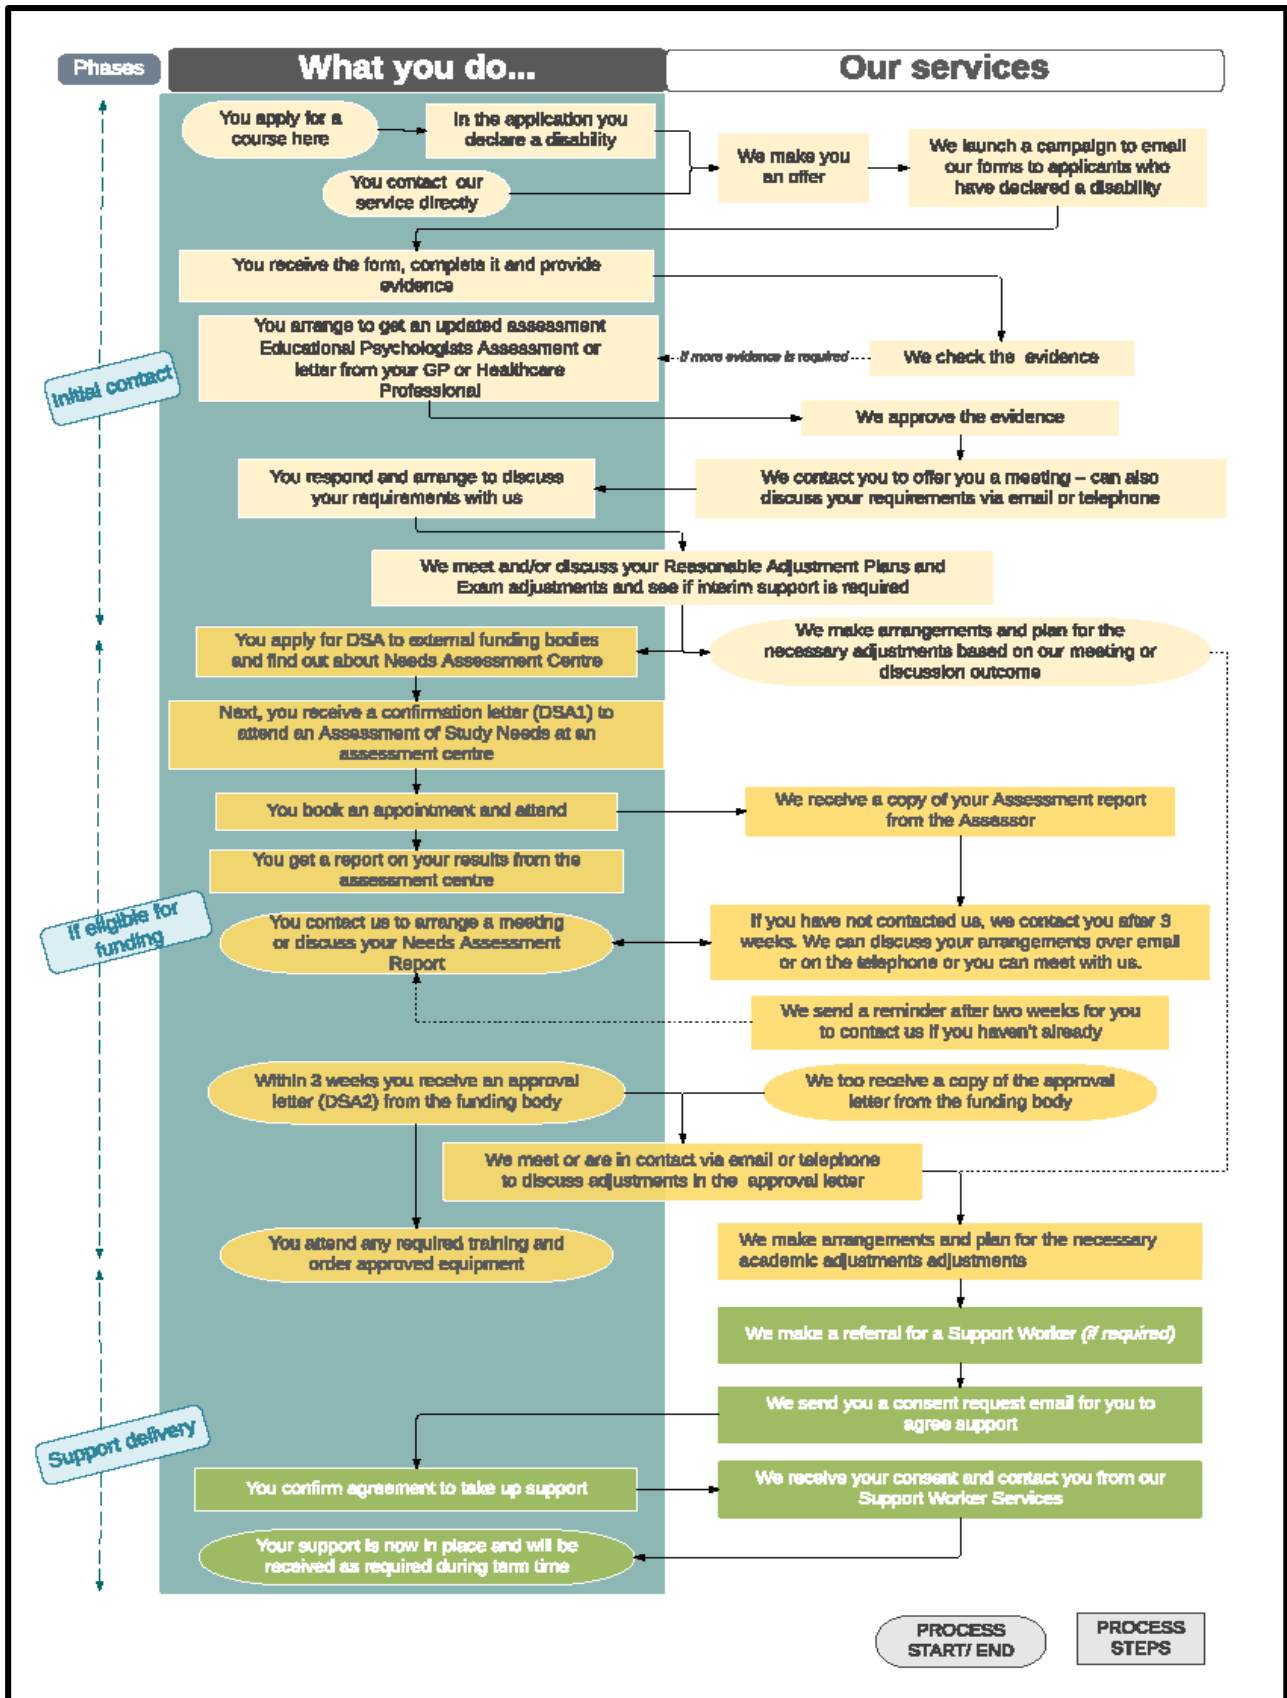 Phases
What you do...
Our services
You apply for a
course here
In the application you
declare a disability
We make you
an offer
We launch a campaign to email
our forms to applicants who
have declared a disability
You contact our
service directly
You receive the form, complete it and provide
evidence
You arrange to get an updated assessment
Educational Psychologists Assessment or
letter from your GP or Healthcare
Professional
if more evidence is required
We check the evidence
Initial contact
We approve the evidence
You respond and arrange to discuss
your requirements with us
We contact you to offer you a meeting – can also
discuss your requirements via email or telephone
We meet and/or discuss your Reasonable Adjustment Plans and
Exam adjustments and see if interim support is required
You apply for DSA to external funding bodies
and find out about Needs Assessment Centre
We make arrangements and plan for the
necessary adjustments based on our meeting or
discussion outcome
Next, you receive a confirmation letter (DSA1) to
attend an Assessment of Study Needs at an
assessment centre
You book an appointment and attend
We receive a copy of your Assessment report
from the Assessor
You get a report on your results from the
assessment centre
If eligible for
funding
You contact us to arrange a meeting
or discuss your Needs Assessment
Report
If you have not contacted us, we contact you after 3
weeks. We can discuss your arrangements over email
or on the telephone or you can meet with us.
We send a reminder after two weeks for you
to contact us if you haven't already
Within 3 weeks you receive an approval
letter (DSA2) from the funding body
We too receive a copy of the approval
letter from the funding body
We meet or are in contact via email or telephone
to discuss adjustments in the approval letter
You attend any required training and
order approved equipment
We make arrangements and plan for the necessary
academic adjustments adjustments
We make a referral for a Support Worker (if required)
We send you a consent request email for you to
agree support
Support delivery
You confirm agreement to take up support
We receive your consent and contact you from our
Support Worker Services
Your support is now in place and will be
received as required during term time
PROCESS
START/ END
PROCESS
STEPS